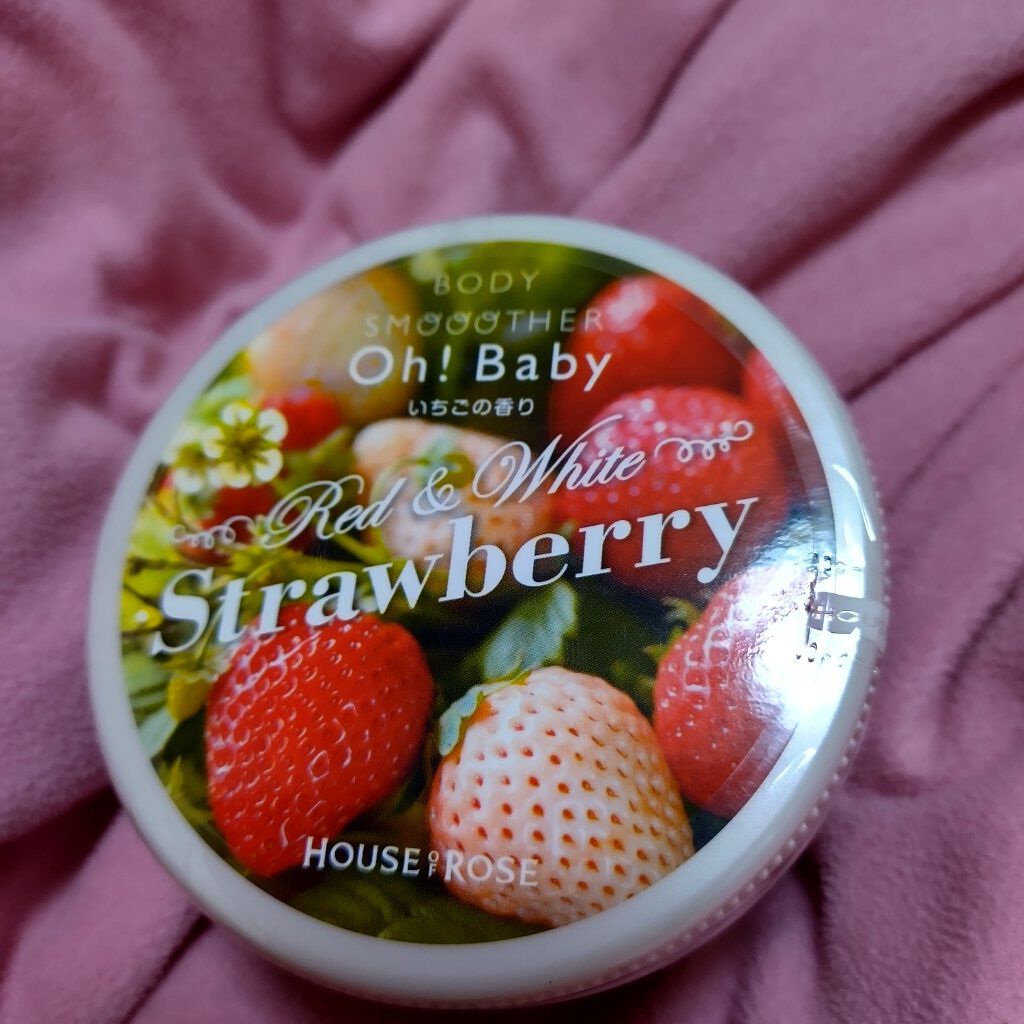 BODY
SMOOOTHER
Oh! Baby
いちごの香り
Red & White
Strawberry
HOUSE OF ROSE